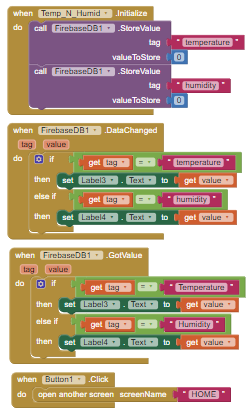 when Temp_N_Humid .Initialize
do call FirebaseDB1 .StoreValue
tag "temperature"
valueToStore 0
call FirebaseDB1 .StoreValue
tag "humidity"
valueToStore 0
when FirebaseDB1 .DataChanged
tag value
do if get tag = "temperature"
then set Label3 . Text to get value
else if get tag = "humidity"
then set Label4 . Text to get value
when FirebaseDB1 .GotValue
tag value
do if get tag = "Temperature"
then set Label3 . Text to get value
else if get tag = "Humidity"
then set Label4 . Text to get value
when Button1 .Click
do open another screen screenName "HOME"